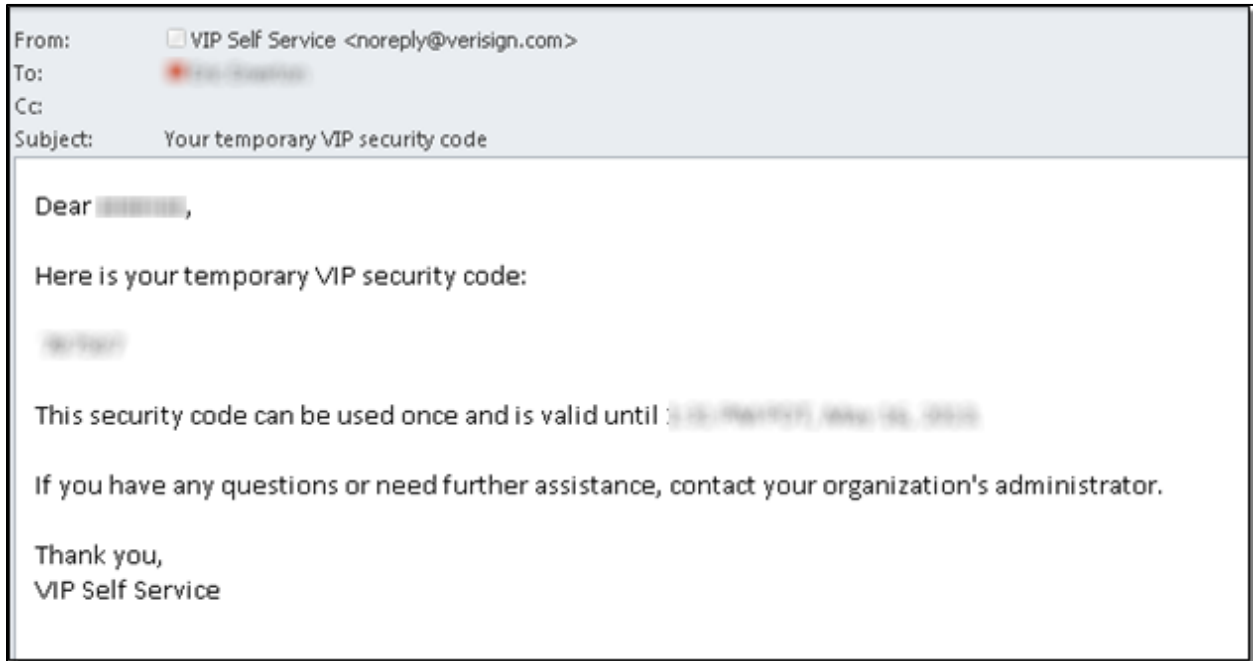 From: VIP Self Service <noreply@verisign.com>
To:
Cc:
Subject: Your temporary VIP security code
Dear ,
Here is your temporary VIP security code:
This security code can be used once and is valid until
If you have any questions or need further assistance, contact your organization's administrator.
Thank you,
VIP Self Service